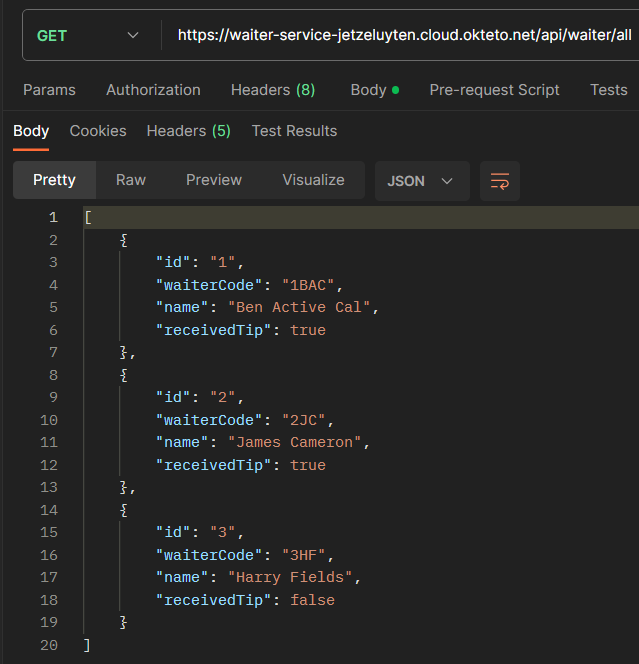 GET https://waiter-service-jetzeluyten.cloud.okteto.net/api/waiter/all
Params Authorization Headers (8) Body Pre-request Script Tests
Body Cookies Headers (5) Test Results
Pretty Raw Preview Visualize JSON
1 [
2 {
3 "id": "1",
4 "waiterCode": "1BAC",
5 "name": "Ben Active Cal",
6 "receivedTip": true
7 },
8 {
9 "id": "2",
10 "waiterCode": "2JC",
11 "name": "James Cameron",
12 "receivedTip": true
13 },
14 {
15 "id": "3",
16 "waiterCode": "3HF",
17 "name": "Harry Fields",
18 "receivedTip": false
19 }
20 ]